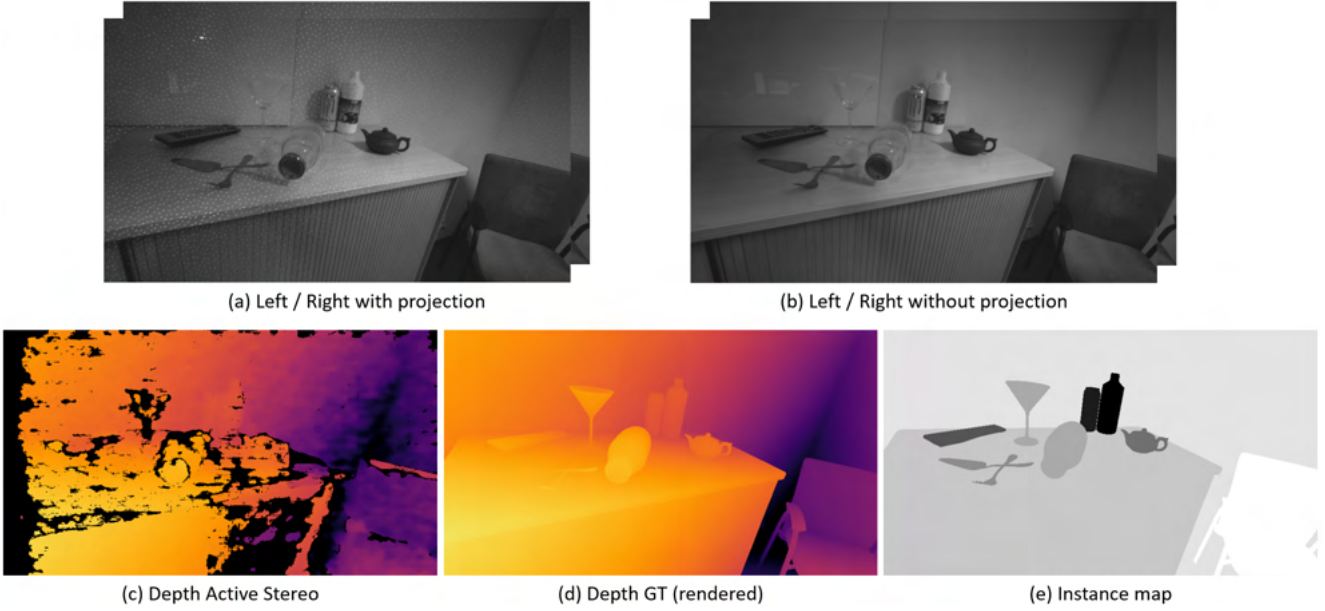 (a) Left / Right with projection
(b) Left / Right without projection
(c) Depth Active Stereo
(d) Depth GT (rendered)
(e) Instance map